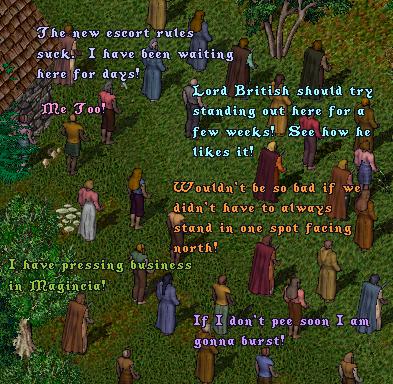 The new escort rules
suck. I have been waiting
here for days!
Me Too!
Lord British should try
standing out here for a
few weeks! See how he
likes it!
Wouldn't be so bad if we
didn't have to always
stand in one spot facing
north!
I have pressing business
in Magincia!
If I don't pee soon I am
gonna burst!